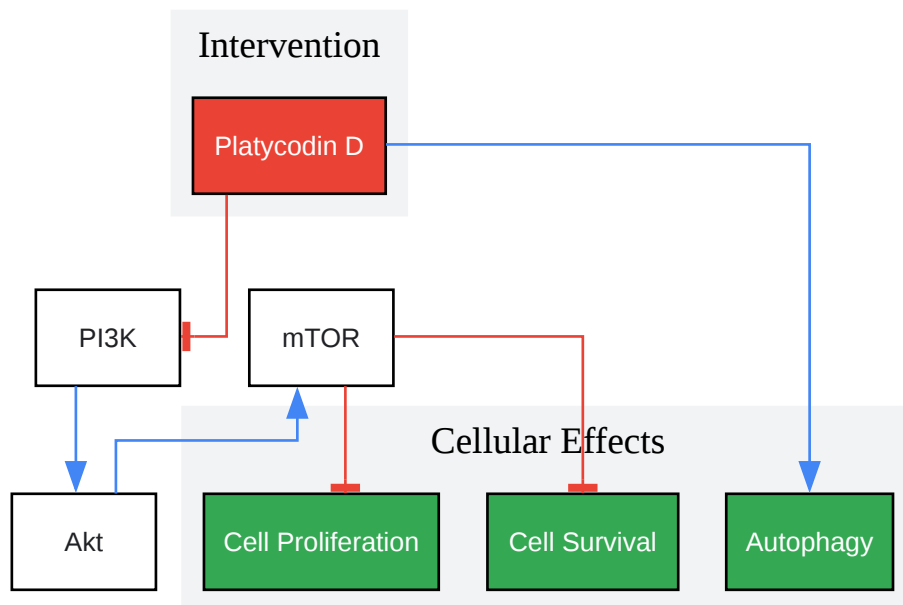 Intervention
Platycodin D
PI3K
mTOR
Cellular Effects
Akt
Cell Proliferation
Cell Survival
Autophagy